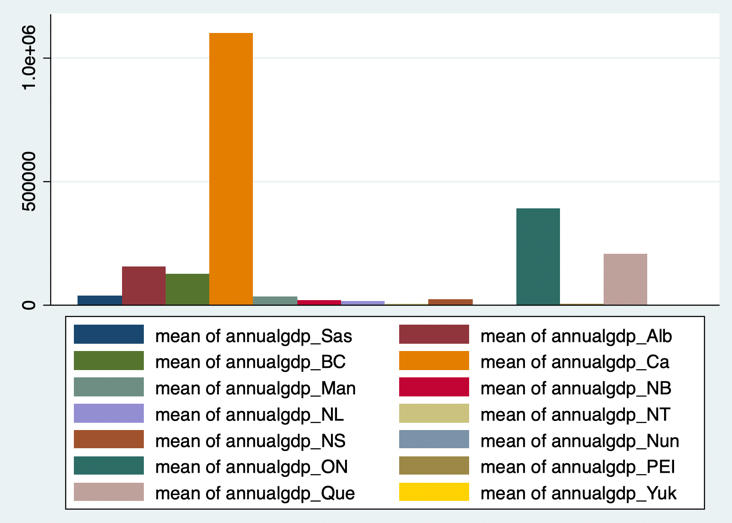 1.0e+06
500000
0
mean of annualgdp_Sas mean of annualgdp_Alb
mean of annualgdp_BC mean of annualgdp_Ca
mean of annualgdp_Man mean of annualgdp_NB
mean of annualgdp_NL mean of annualgdp_NT
mean of annualgdp_NS mean of annualgdp_Nun
mean of annualgdp_ON mean of annualgdp_PEI
mean of annualgdp_Que mean of annualgdp_Yuk